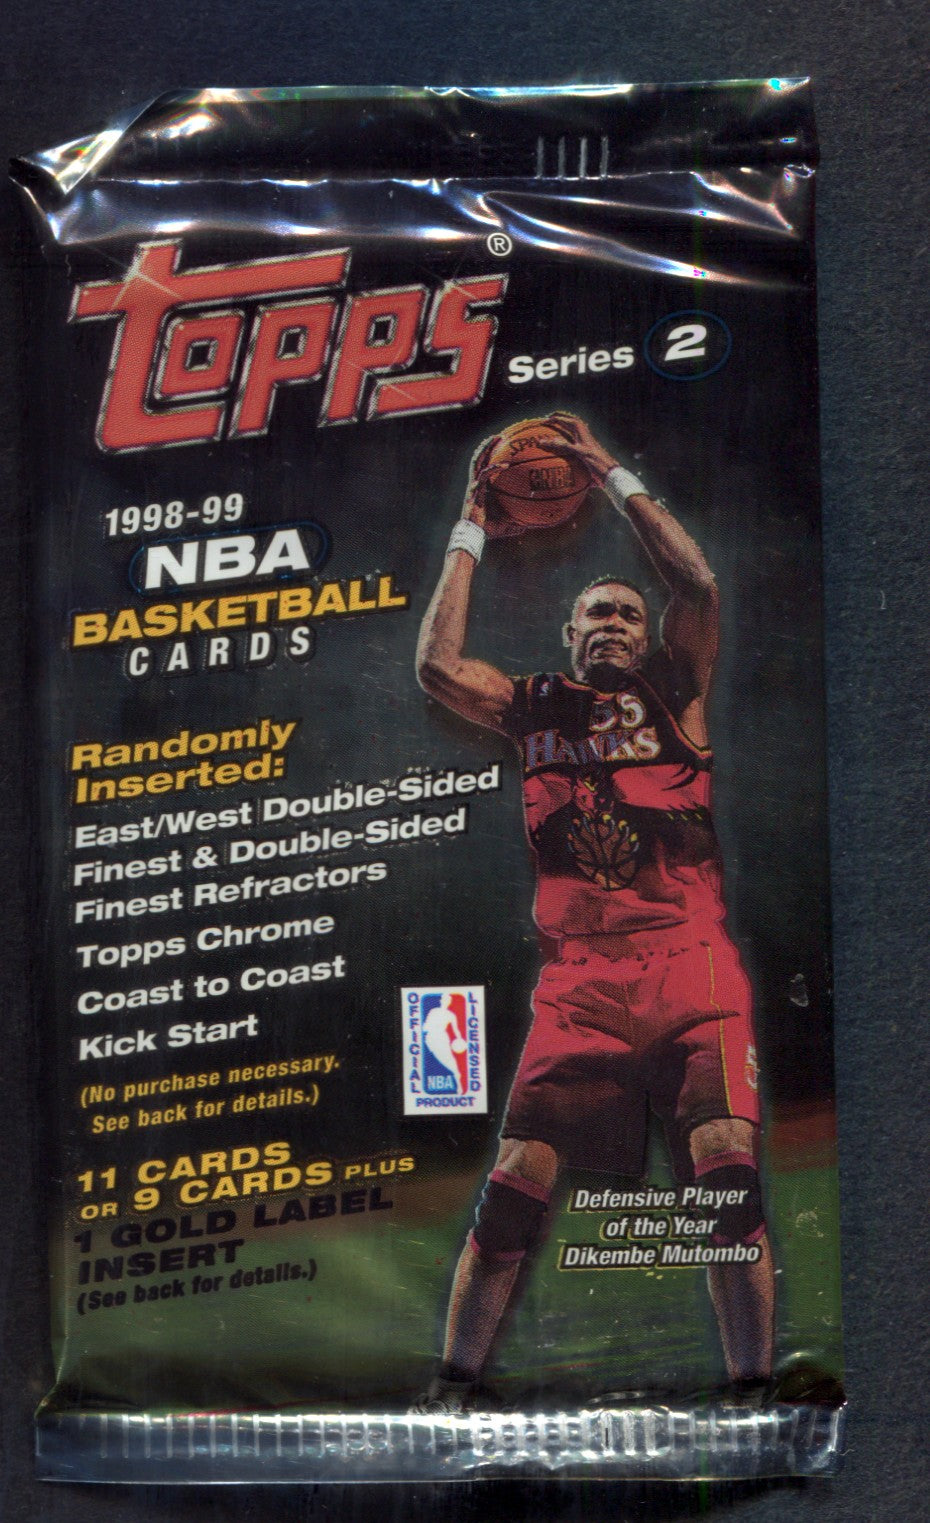 Topps®
Series 2
SPALDING
1998-99
NBA
BASKETBALL
CARDS
55
HAWKS
Randomly
Inserted:
East/West Double-Sided
Finest & Double-Sided
Finest Refractors
Topps Chrome
Coast to Coast
Kick Start
(No purchase necessary.
See back for details.)
OFFICIAL
LICENSED
NBA
PRODUCT
11 CARDS
OR 9 CARDS PLUS
1 GOLD LABEL
INSERT
(See back for details.)
Defensive Player
of the Year
Dikembe Mutombo